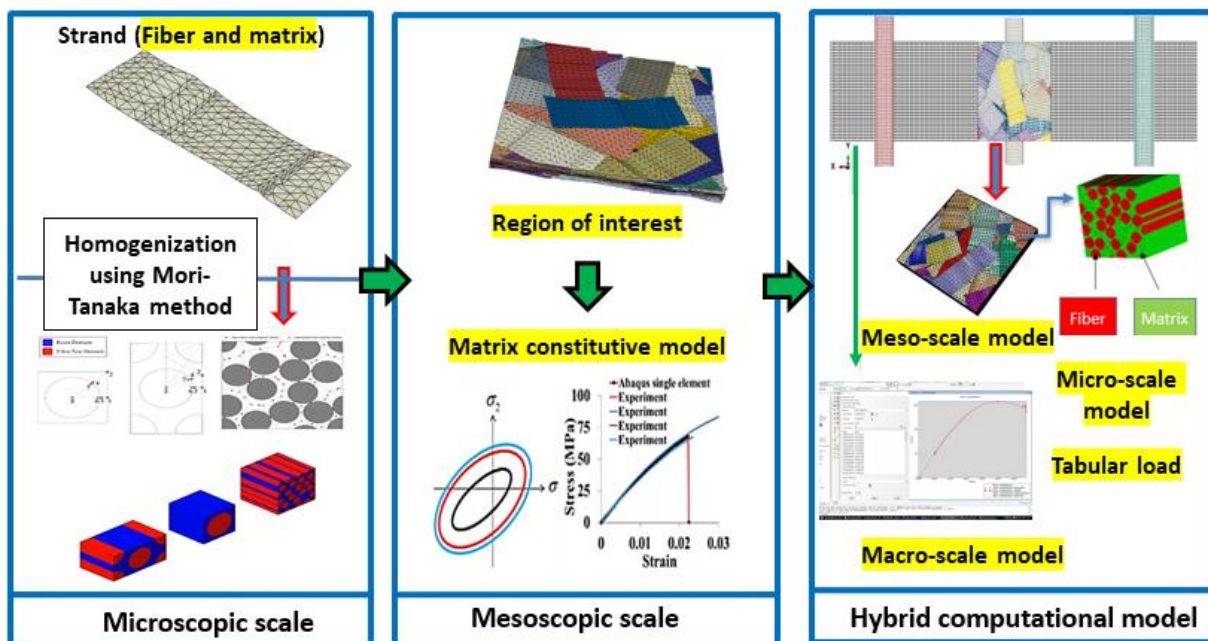 Strand (Fiber and matrix)
Homogenization
using Mori-
Tanaka method
Microscopic scale
Region of interest
Matrix constitutive model
σ2
σ
Stress (MPa)
100
75
50
25
0
Abaqus single element
Experiment
Experiment
Experiment
Experiment
0
0.01
0.02
0.03
Strain
Mesoscopic scale
Y
X
Fiber
Matrix
Meso-scale model
Micro-scale
model
Tabular load
Macro-scale model
Hybrid computational model